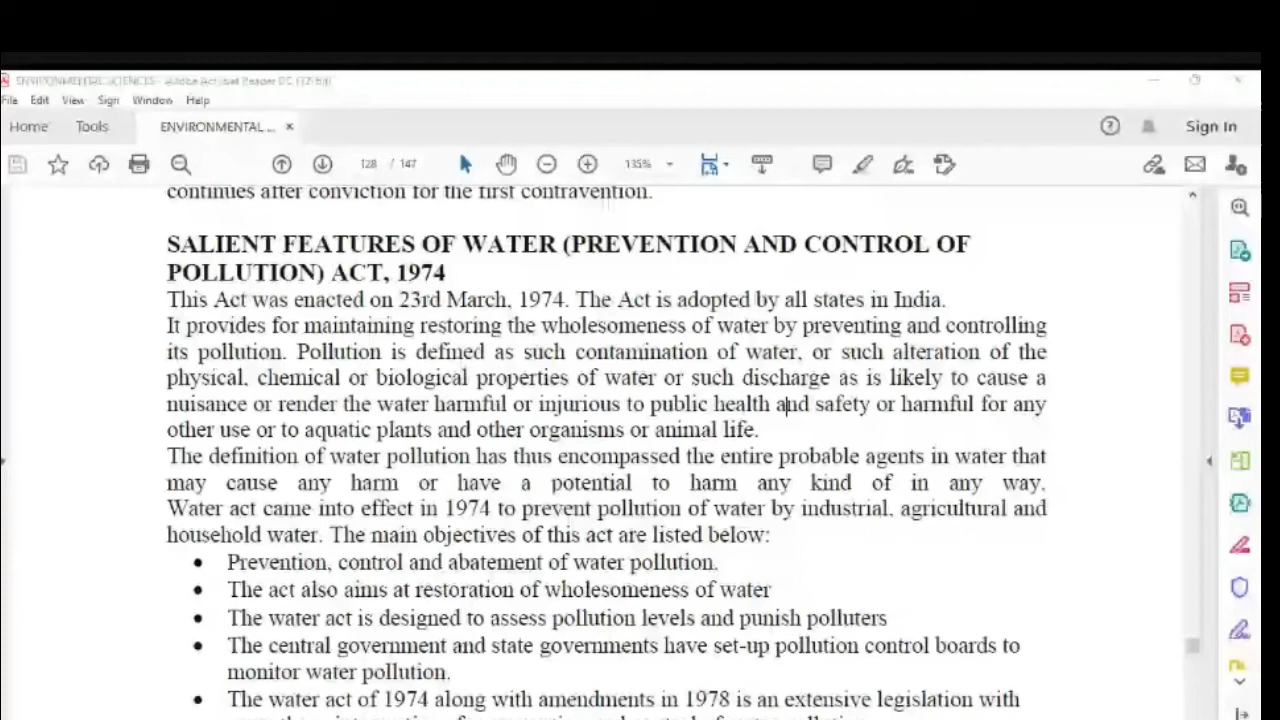 ENVIRONMENTAL SCIENCES - Adobe Acrobat Reader DC (32-bit)
File Edit View Sign Window Help
Home Tools ENVIRONMENTAL ... × Sign In
128 / 147 135%
continues after conviction for the first contravention.
SALIENT FEATURES OF WATER (PREVENTION AND CONTROL OF
POLLUTION) ACT, 1974
This Act was enacted on 23rd March, 1974. The Act is adopted by all states in India.
It provides for maintaining restoring the wholesomeness of water by preventing and controlling
its pollution. Pollution is defined as such contamination of water, or such alteration of the
physical, chemical or biological properties of water or such discharge as is likely to cause a
nuisance or render the water harmful or injurious to public health and safety or harmful for any
other use or to aquatic plants and other organisms or animal life.
The definition of water pollution has thus encompassed the entire probable agents in water that
may cause any harm or have a potential to harm any kind of in any way.
Water act came into effect in 1974 to prevent pollution of water by industrial, agricultural and
household water. The main objectives of this act are listed below:
• Prevention, control and abatement of water pollution.
• The act also aims at restoration of wholesomeness of water
• The water act is designed to assess pollution levels and punish polluters
• The central government and state governments have set-up pollution control boards to
monitor water pollution.
• The water act of 1974 along with amendments in 1978 is an extensive legislation with